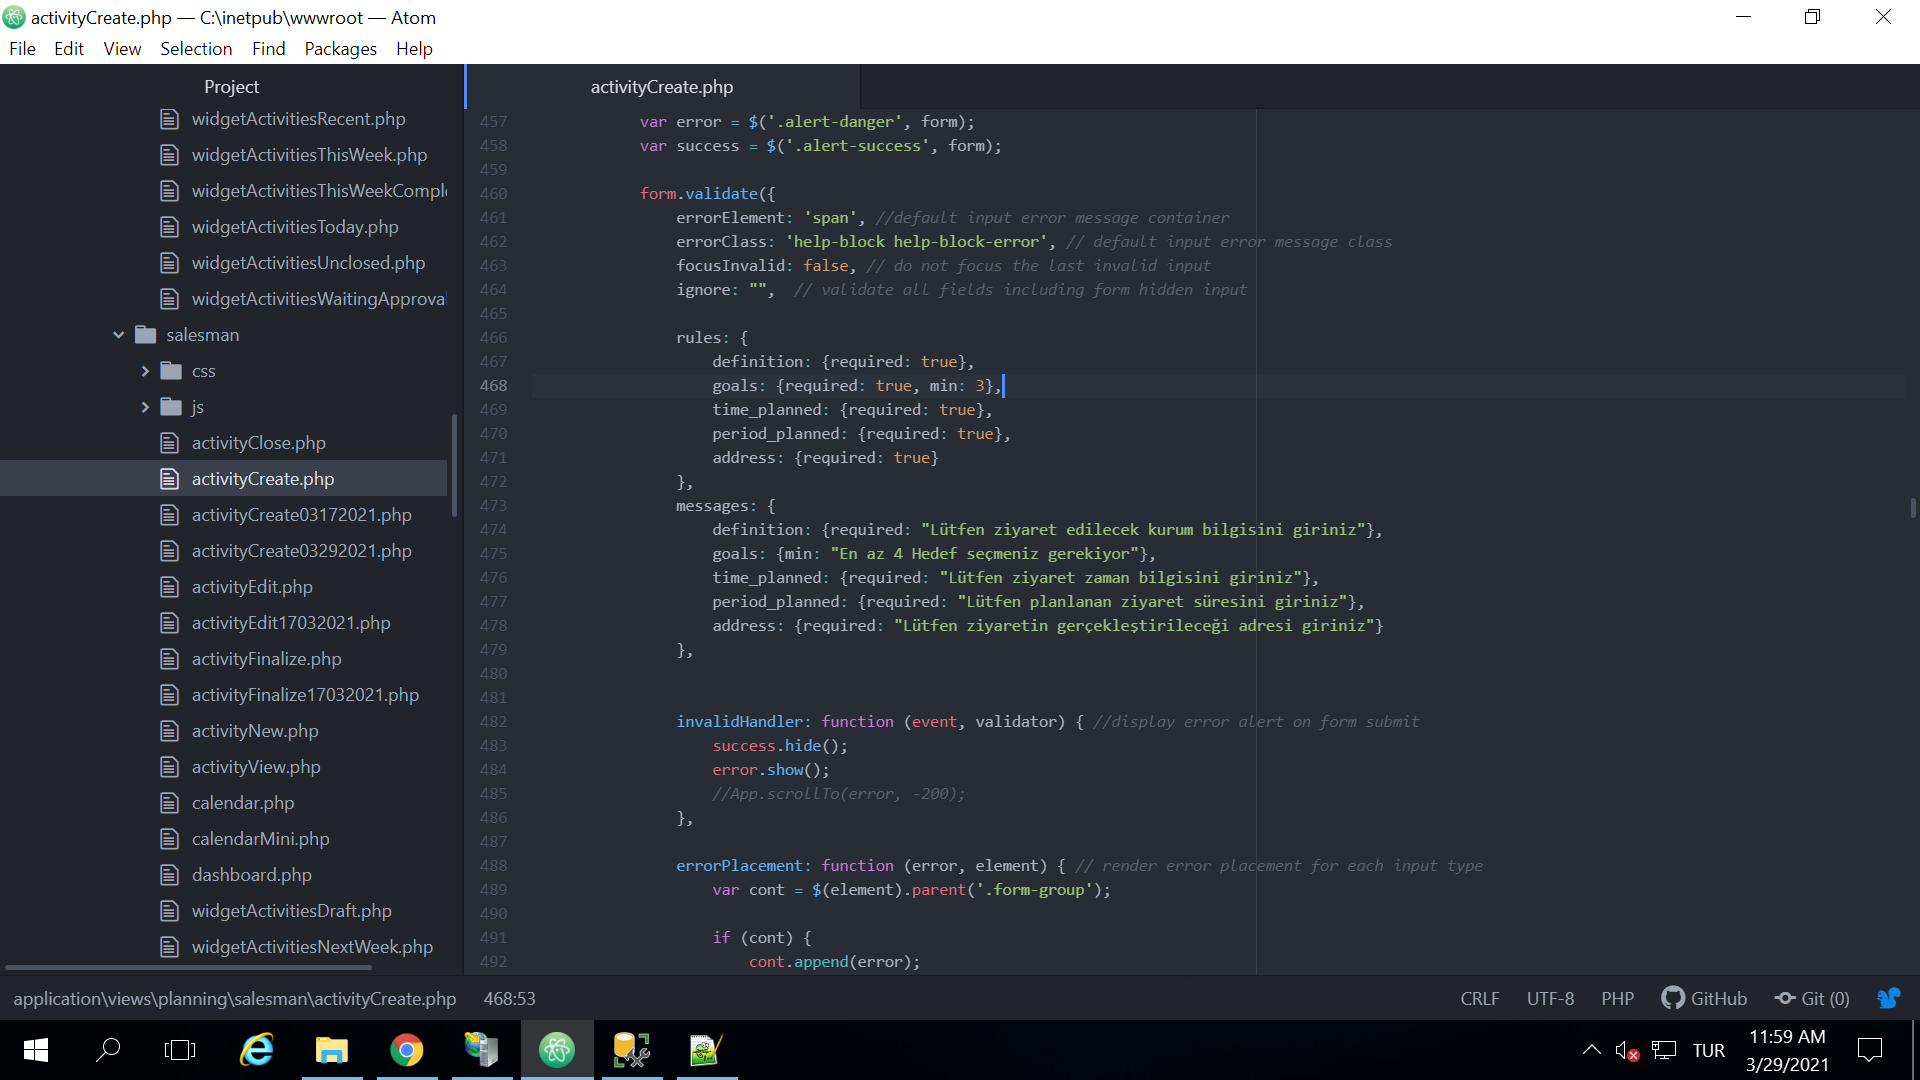 activityCreate.php — C:\inetpub\wwwroot — Atom
File Edit View Selection Find Packages Help
Project
widgetActivitiesRecent.php
widgetActivitiesThisWeek.php
widgetActivitiesThisWeekComple
widgetActivitiesToday.php
widgetActivitiesUnclosed.php
widgetActivitiesWaitingApproval
salesman
css
js
activityClose.php
activityCreate.php
activityCreate03172021.php
activityCreate03292021.php
activityEdit.php
activityEdit17032021.php
activityFinalize.php
activityFinalize17032021.php
activityNew.php
activityView.php
calendar.php
calendarMini.php
dashboard.php
widgetActivitiesDraft.php
widgetActivitiesNextWeek.php
activityCreate.php
457 var error = $('.alert-danger', form);
458 var success = $('.alert-success', form);
459
460 form.validate({
461 errorElement: 'span', //default input error message container
462 errorClass: 'help-block help-block-error', // default input error message class
463 focusInvalid: false, // do not focus the last invalid input
464 ignore: "",  // validate all fields including form hidden input
465
466 rules: {
467 definition: {required: true},
468 goals: {required: true, min: 3},
469 time_planned: {required: true},
470 period_planned: {required: true},
471 address: {required: true}
472 },
473 messages: {
474 definition: {required: "Lütfen ziyaret edilecek kurum bilgisini giriniz"},
475 goals: {min: "En az 4 Hedef seçmeniz gerekiyor"},
476 time_planned: {required: "Lütfen ziyaret zaman bilgisini giriniz"},
477 period_planned: {required: "Lütfen planlanan ziyaret süresini giriniz"},
478 address: {required: "Lütfen ziyaretin gerçekleştirileceği adresi giriniz"}
479 },
480
481
482 invalidHandler: function (event, validator) { //display error alert on form submit
483 success.hide();
484 error.show();
485 //App.scrollTo(error, -200);
486 },
487
488 errorPlacement: function (error, element) { // render error placement for each input type
489 var cont = $(element).parent('.form-group');
490
491 if (cont) {
492 cont.append(error);
application\views\planning\salesman\activityCreate.php 468:53 CRLF UTF-8 PHP GitHub Git (0)
TUR 11:59 AM
3/29/2021